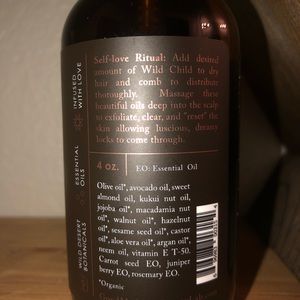 Self-love Ritual: Add desired
amount of Wild Child to dry
hair and comb to distribute
thoroughly. Massage these
beautiful oils deep into the scalp
to exfoliate, clear, and "reset" the
skin allowing luscious, dreamy
locks to come through.
4 oz.
EO: Essential Oil
Olive oil*, avocado oil, sweet
almond oil, kukui nut oil,
jojoba oil*, macadamia nut
oil*, walnut oil*, hazelnut
oil*, sesame seed oil*, castor
oil*, aloe vera oil*, argan oil*,
neem oil, vitamin E T-50.
Carrot seed EO, juniper
berry EO, rosemary EO.
*Organic
INFUSED
WITH LOVE
ESSENTIAL
OILS
WILD DESERT
BOTANICALS